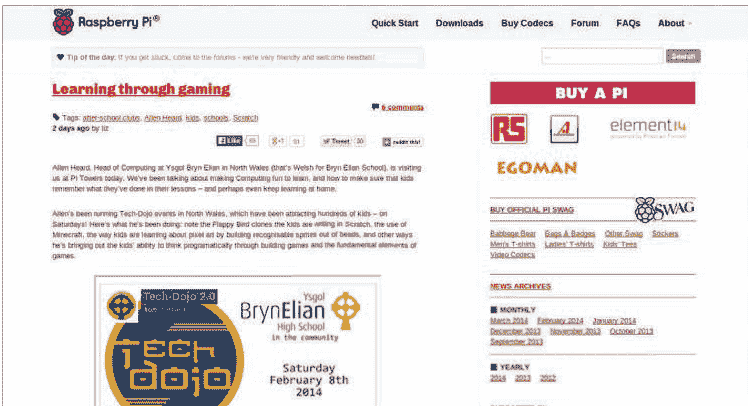 Raspberry Pi®
Quick Start Downloads Buy Codecs Forum FAQs About
Tip of the day: If you get stuck, come to the forums - we're very friendly and welcome newbies!
Search
Learning through gaming
6 comments
Tags: after-school clubs, Allen Heard, kids, schools, Scratch
2 days ago by liz
Like
+1
Tweet
reddit this!
Allen Heard, Head of Computing at Ysgol Bryn Elian in North Wales (that's Welsh for Bryn Elian School), is visiting
us at Pi Towers today. We've been talking about making Computing fun to learn, and how to make sure that kids
remember what they've done in their lessons – and perhaps even keep learning at home.
Allen's been running Tech-Dojo events in North Wales, which have been attracting hundreds of kids – on
Saturdays! Here's what he's been doing: note the Flappy Bird clones the kids are writing in Scratch, the use of
Minecraft, the way kids are learning about pixel art by building recognisable sprites out of beads, and other ways
he's bringing out the kids' ability to think programatically through building games and the fundamental elements of
games.
Tech-Dojo 2.0
tech
dojo
Ysgol
BrynElian
High School
in the community
Saturday
February 8th
2014
BUY A PI
RS
A
element14
EGOMAN
BUY OFFICIAL PI SWAG
SWAG
Babbage Bear Bags & Badges Other Swag Stickers
Men's T-shirts Ladies' T-shirts Kids' Tees
Video Codecs
NEWS ARCHIVES
MONTHLY
March 2014 February 2014 January 2014
December 2013 November 2013 October 2013
September 2013
YEARLY
2014 2013 2012